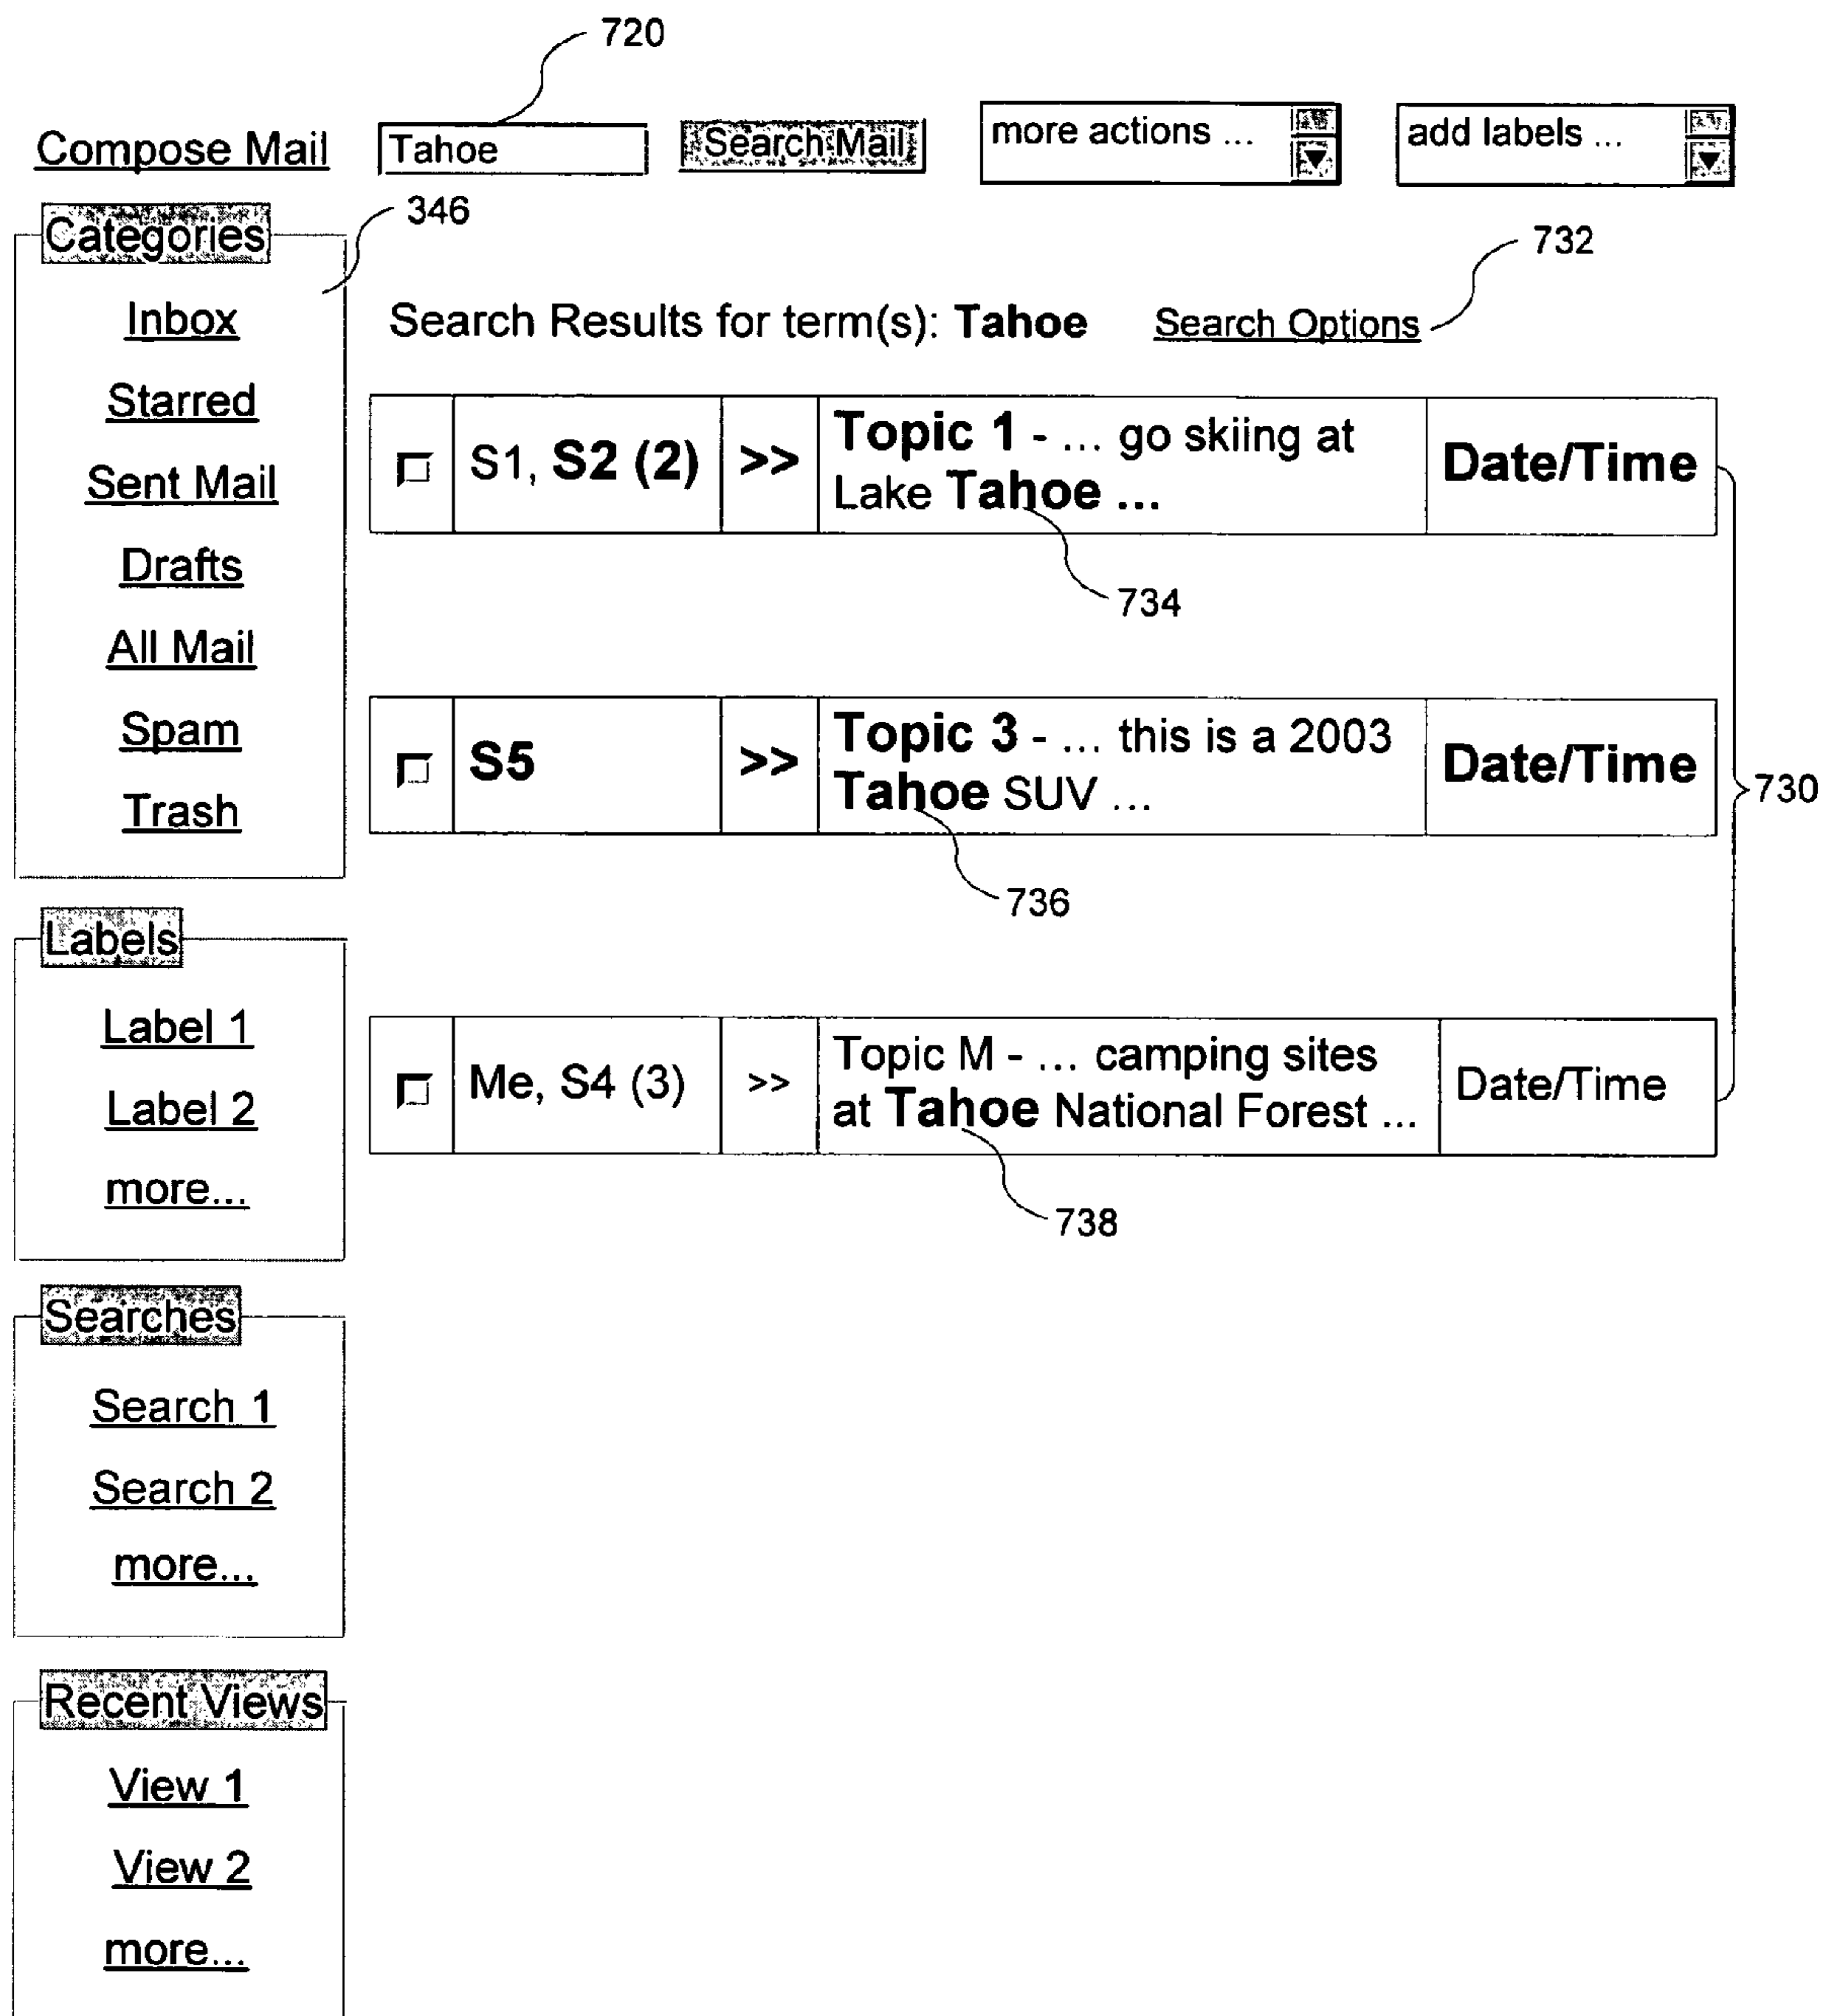 720
Compose Mail Tahoe Search Mail more actions ... add labels ...
346
Categories
732
Inbox
Starred
Sent Mail
Drafts
All Mail
Spam
Trash
Search Results for term(s): Tahoe Search Options
S1, S2 (2) >> Topic 1 - ... go skiing at
Lake Tahoe ... Date/Time
734
S5 >> Topic 3 - ... this is a 2003
Tahoe SUV ... Date/Time
730
736
Me, S4 (3) >> Topic M - ... camping sites
at Tahoe National Forest ... Date/Time
738
Labels
Label 1
Label 2
more...
Searches
Search 1
Search 2
more...
Recent Views
View 1
View 2
more...